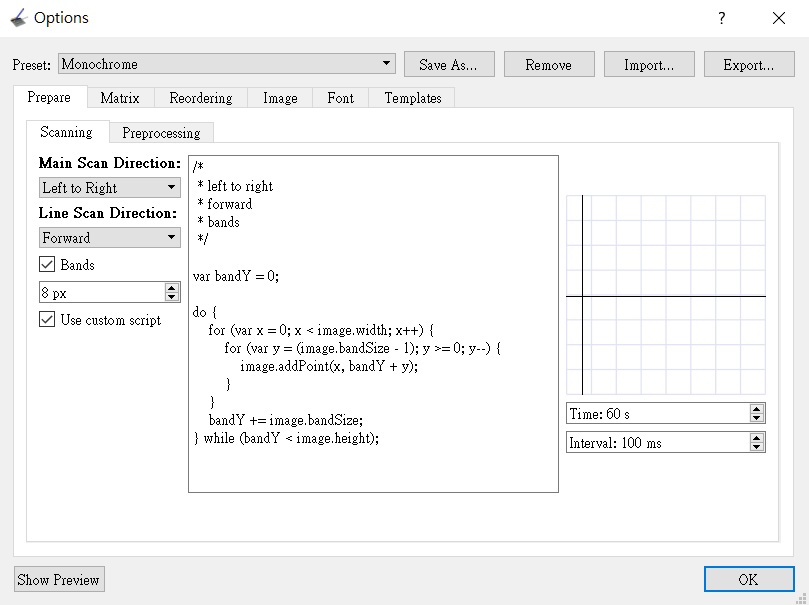 Options
Preset: Monochrome Save As... Remove Import... Export...
Prepare Matrix Reordering Image Font Templates
Scanning Preprocessing
Main Scan Direction:
Left to Right
Line Scan Direction:
Forward
Bands
8 px
Use custom script
/*
* left to right
* forward
* bands
*/
var bandY = 0;
do {
for (var x = 0; x < image.width; x++) {
for (var y = (image.bandSize - 1); y >= 0; y--) {
image.addPoint(x, bandY + y);
}
}
bandY += image.bandSize;
} while (bandY < image.height);
Time: 60 s
Interval: 100 ms
Show Preview OK